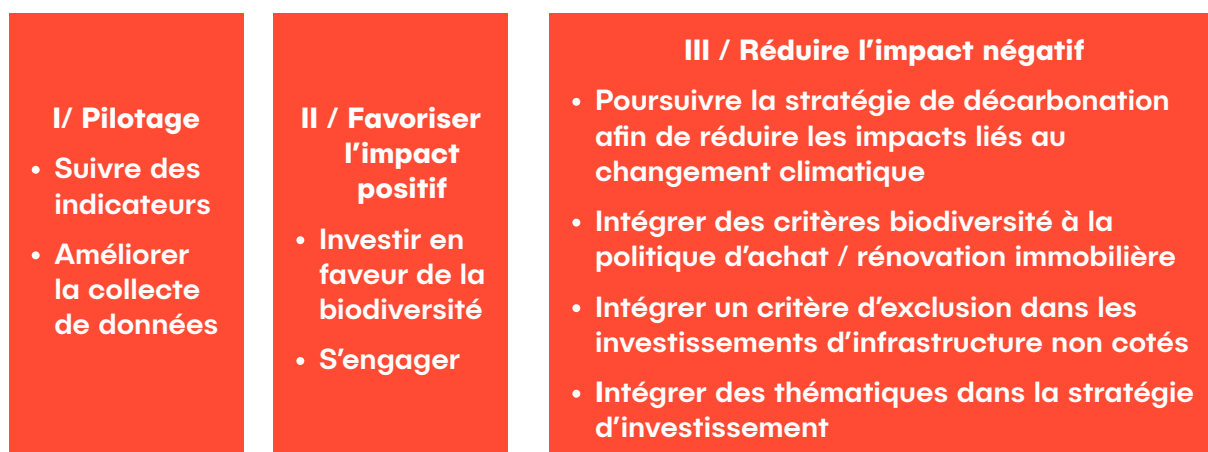 I/ Pilotage
• Suivre des
indicateurs
• Améliorer
la collecte
de données
II / Favoriser
l’impact
positif
• Investir en
faveur de la
biodiversité
• S’engager
III / Réduire l’impact négatif
• Poursuivre la stratégie de décarbonation
afin de réduire les impacts liés au
changement climatique
• Intégrer des critères biodiversité à la
politique d’achat / rénovation immobilière
• Intégrer un critère d’exclusion dans les
investissements d’infrastructure non cotés
• Intégrer des thématiques dans la stratégie
d’investissement